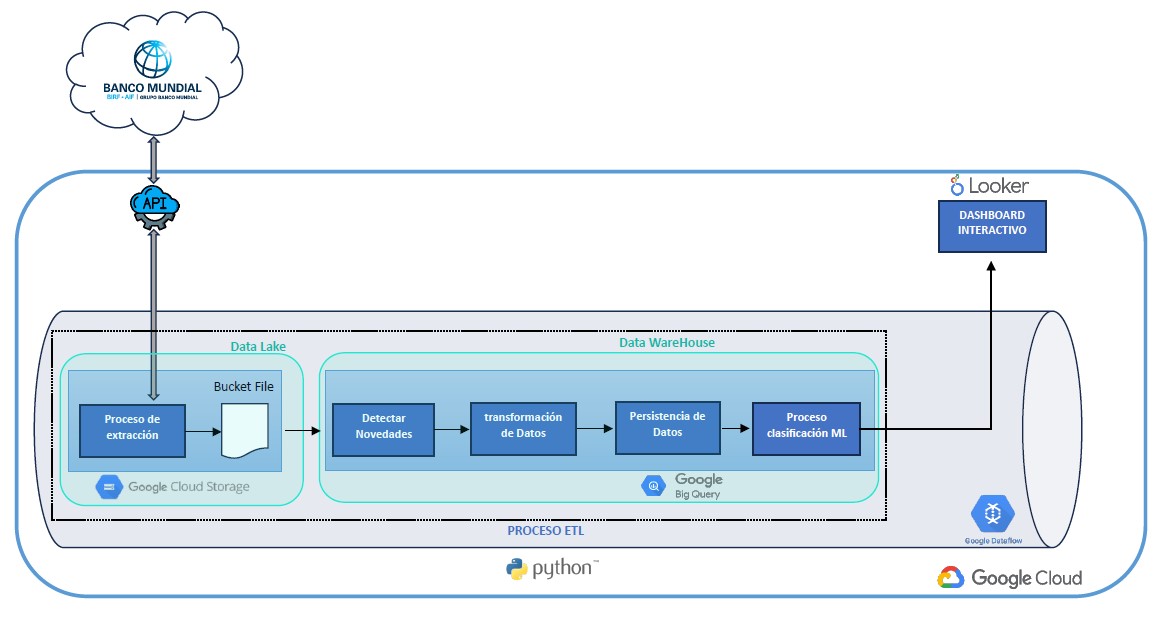 BANCO MUNDIAL
BIRF • AIF | GRUPO BANCO MUNDIAL
API
Looker
DASHBOARD
INTERACTIVO
Data Lake
Data WareHouse
Bucket File
Proceso de
extracción
Detectar
Novedades
transformación
de Datos
Persistencia de
Datos
Proceso
clasificación ML
Google Cloud Storage
Google
Big Query
PROCESO ETL
Google Dataflow
python™
Google Cloud